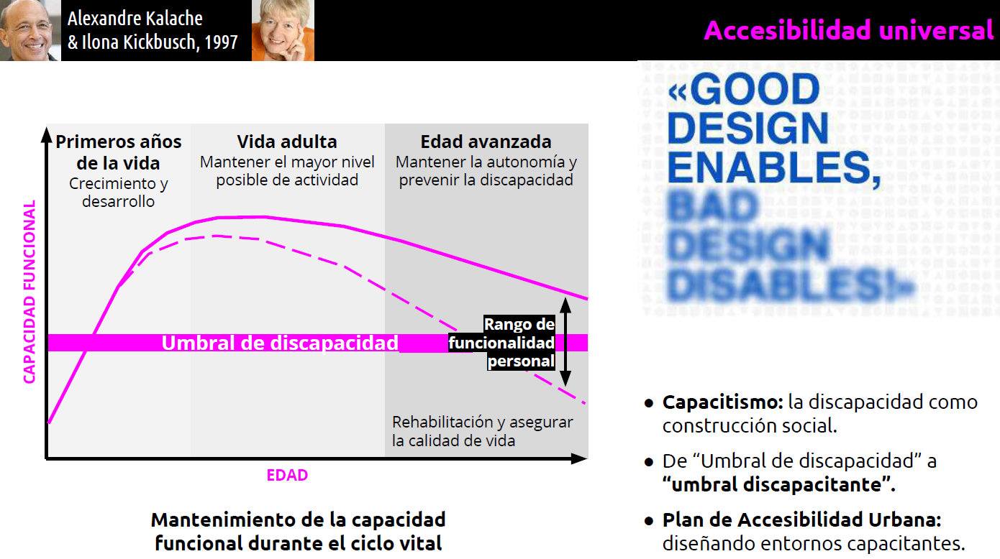 Alexandre Kalache
& Ilona Kickbusch, 1997
Accesibilidad universal
«GOOD
DESIGN
ENABLES,
BAD
DESIGN
DISABLES!»
Primeros años
de la vida
Crecimiento y
desarrollo
Vida adulta
Mantener el mayor nivel
posible de actividad
Edad avanzada
Mantener la autonomía y
prevenir la discapacidad
CAPACIDAD FUNCIONAL
Umbral de discapacidad
Rango de
funcionalidad
personal
Rehabilitación y asegurar
la calidad de vida
EDAD
Mantenimiento de la capacidad
funcional durante el ciclo vital
● Capacitismo: la discapacidad como
construcción social.
● De “Umbral de discapacidad” a
“umbral discapacitante”.
● Plan de Accesibilidad Urbana:
diseñando entornos capacitantes.